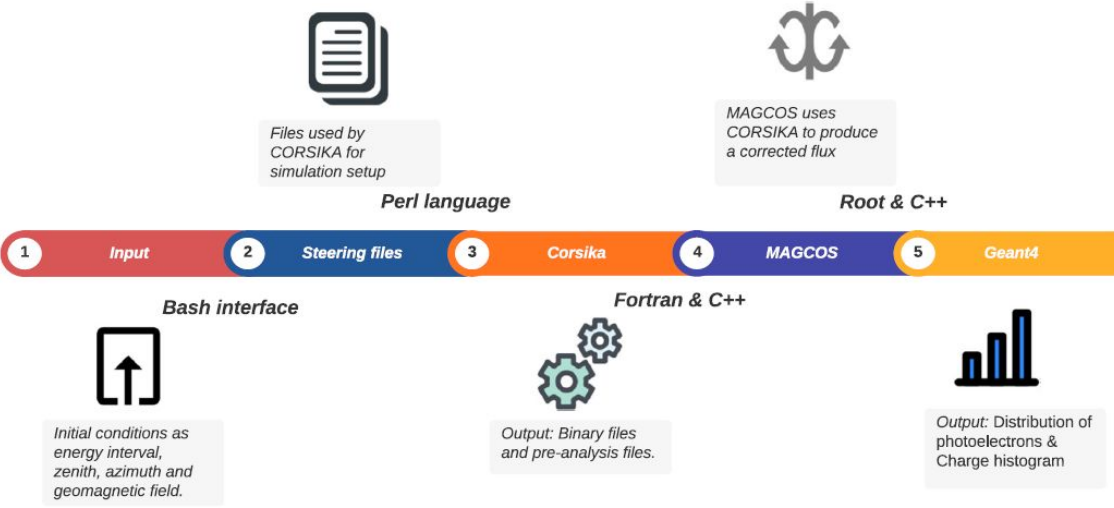 Files used by
CORSIKA for
simulation setup
MAGCOS uses
CORSIKA to produce
a corrected flux
Perl language
Root & C++
1 Input
2 Steering files
3 Corsika
4 MAGCOS
5 Geant4
Bash interface
Fortran & C++
Initial conditions as
energy interval,
zenith, azimuth and
geomagnetic field.
Output: Binary files
and pre-analysis files.
Output: Distribution of
photoelectrons &
Charge histogram